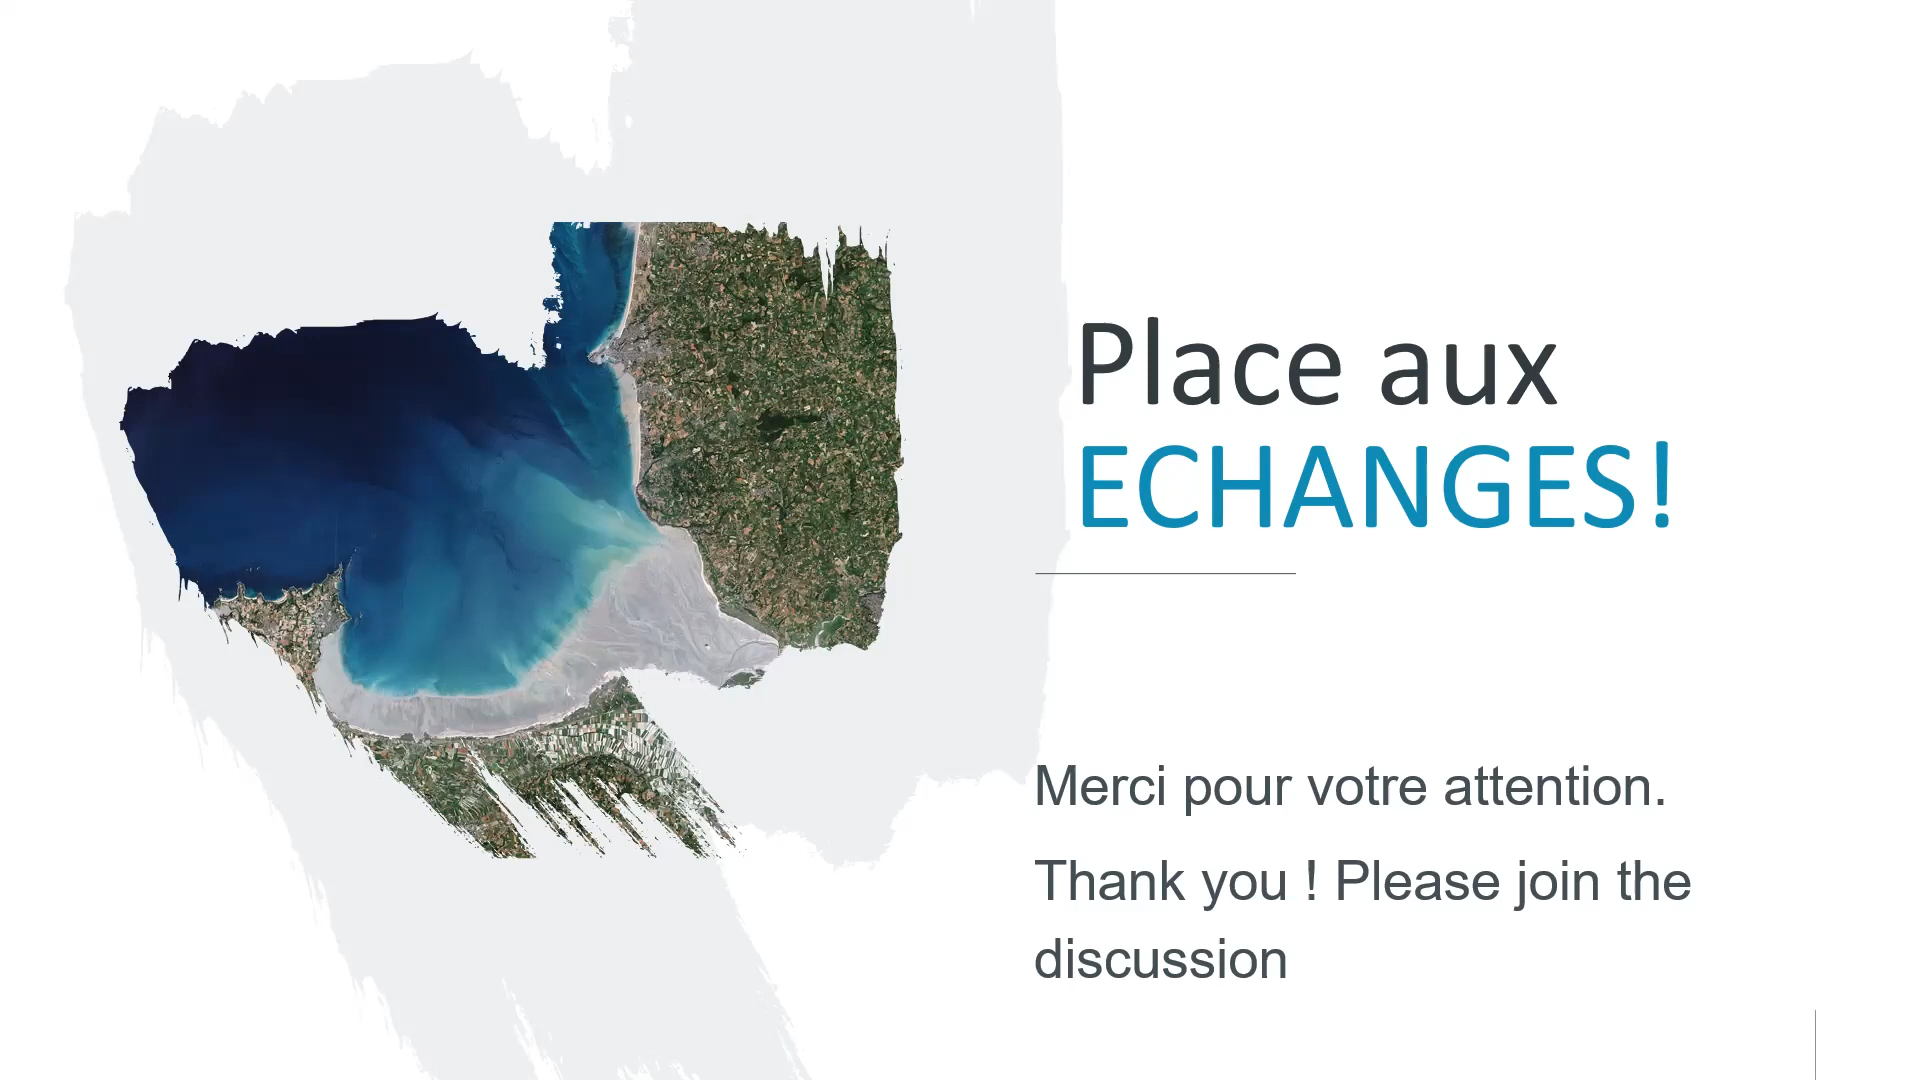 Place aux
ECHANGES!
Merci pour votre attention.
Thank you ! Please join the
discussion